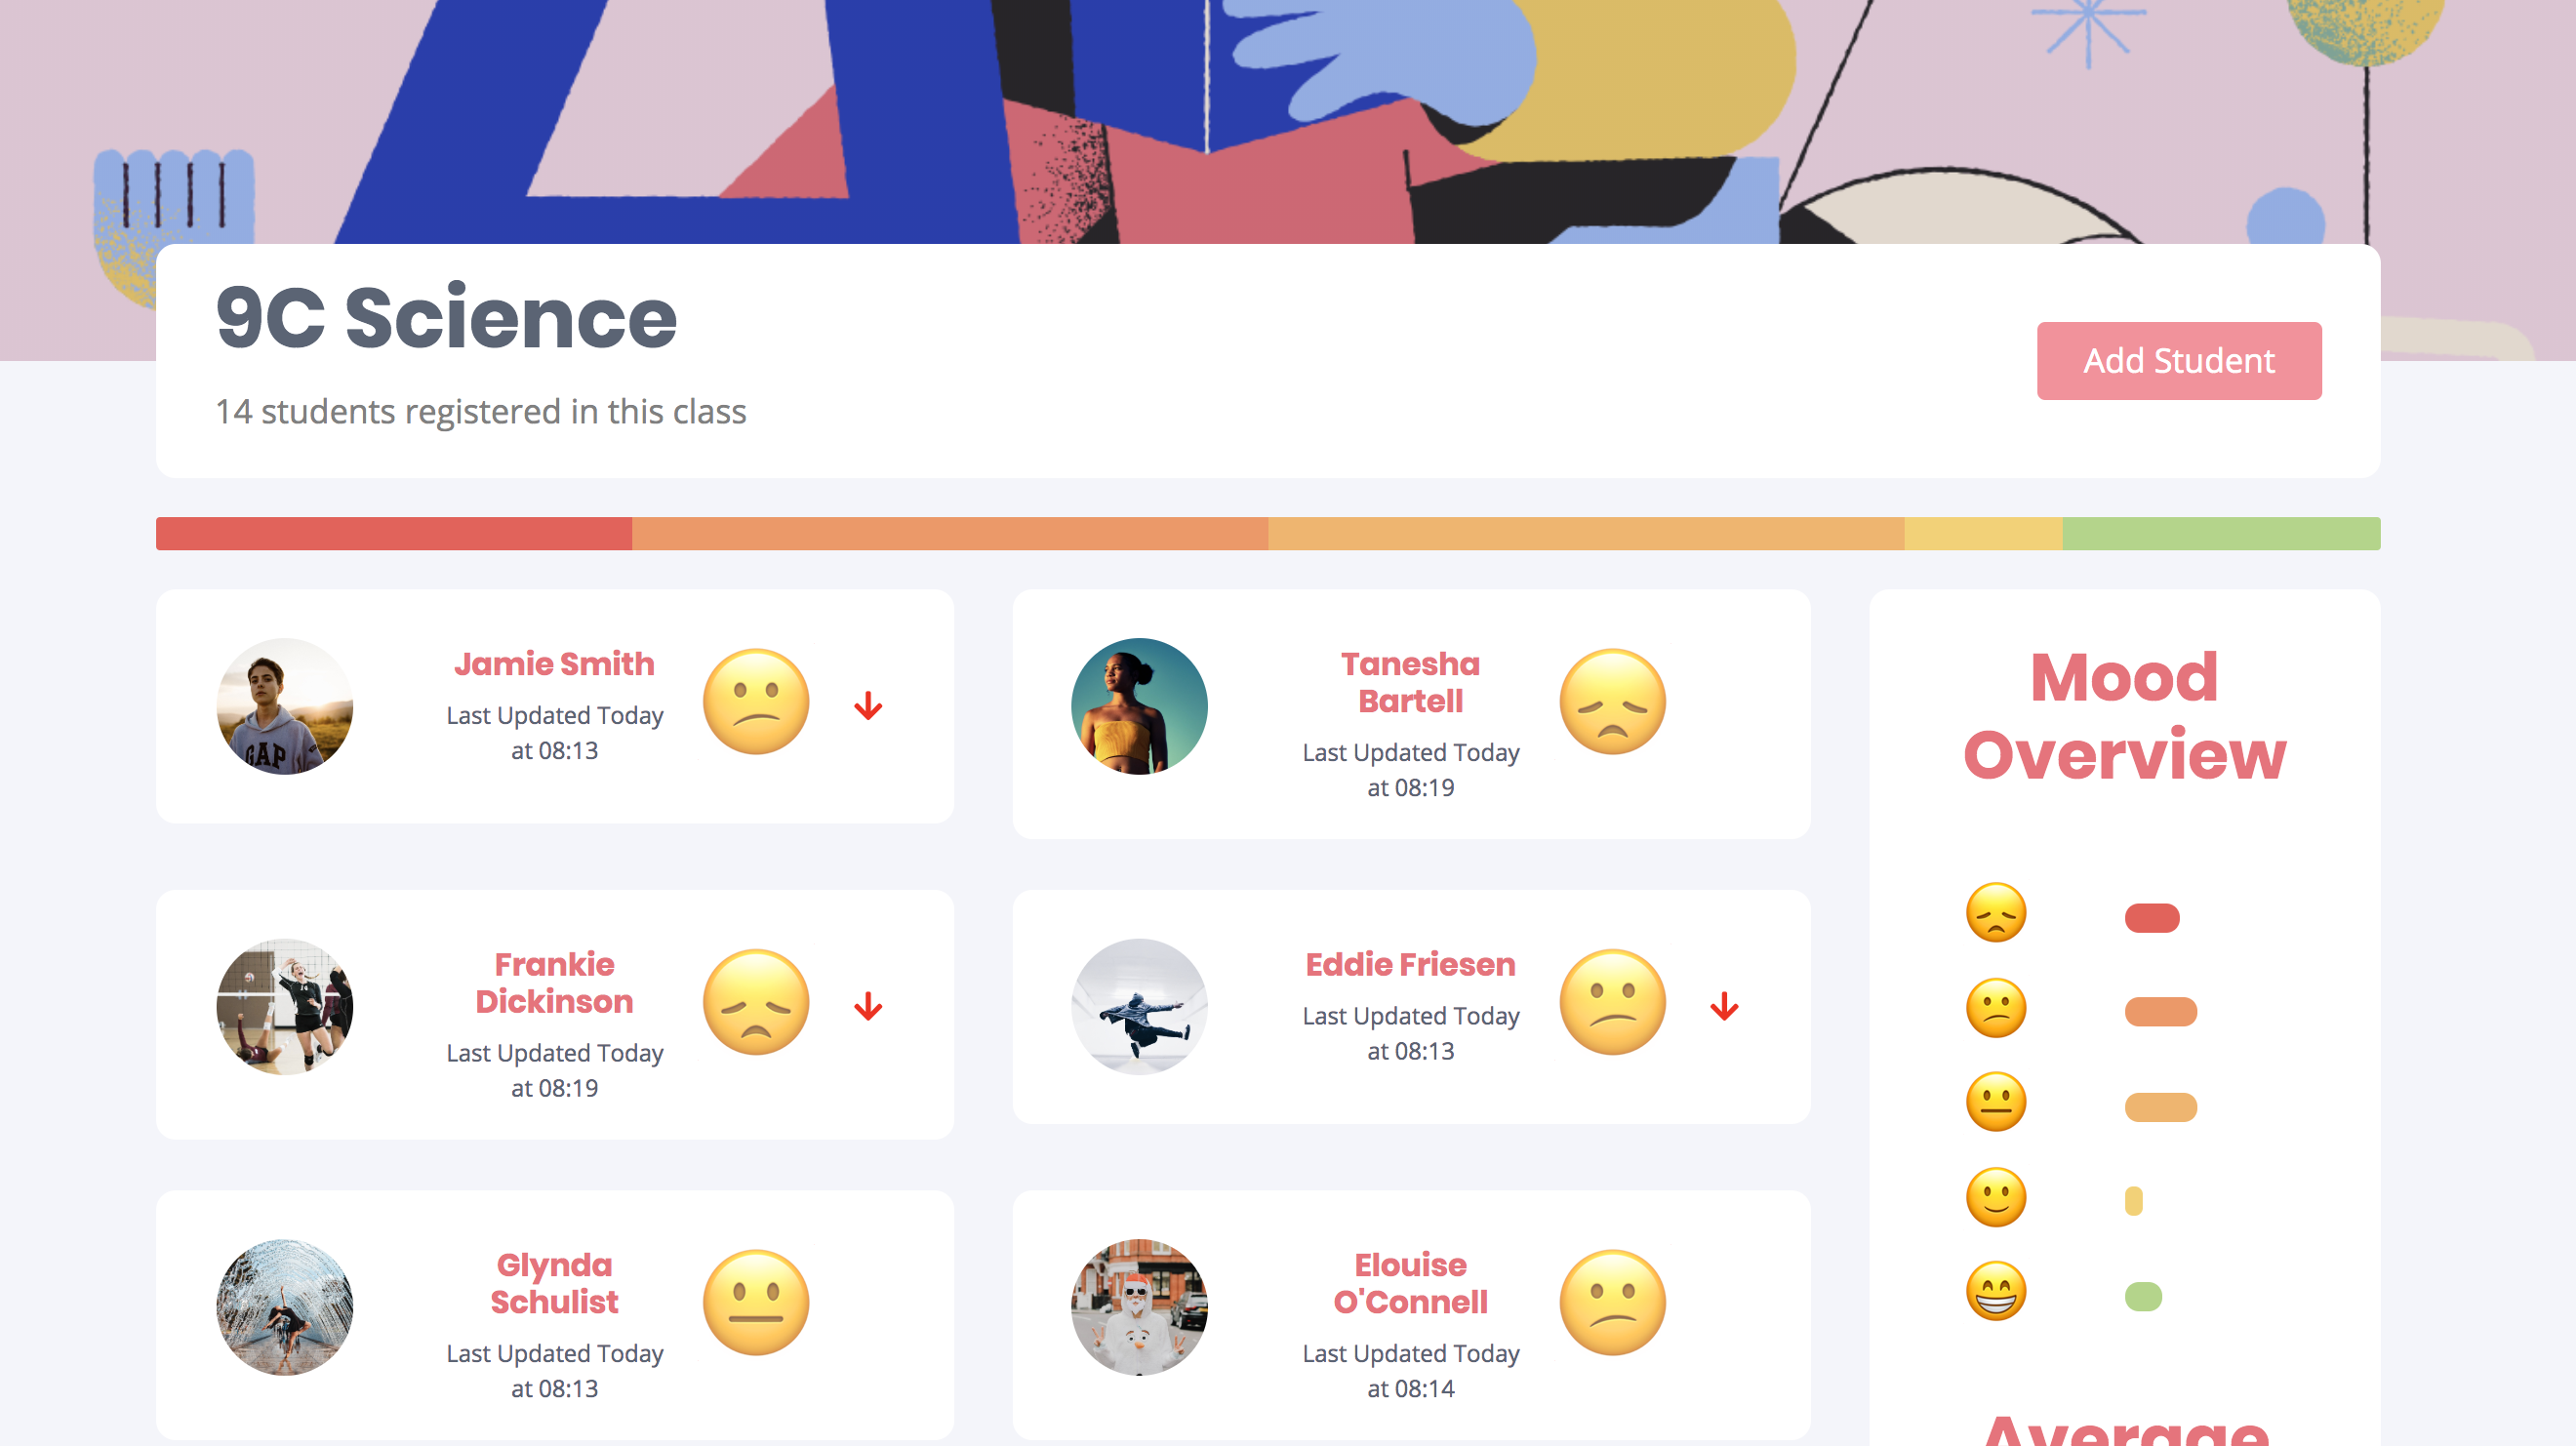 9C Science
14 students registered in this class
Add Student
Jamie Smith
Last Updated Today
at 08:13
Tanesha
Bartell
Last Updated Today
at 08:19
Frankie
Dickinson
Last Updated Today
at 08:19
Eddie Friesen
Last Updated Today
at 08:13
Glynda
Schulist
Last Updated Today
at 08:13
Elouise
O'Connell
Last Updated Today
at 08:14
Mood
Overview
Average
GAP